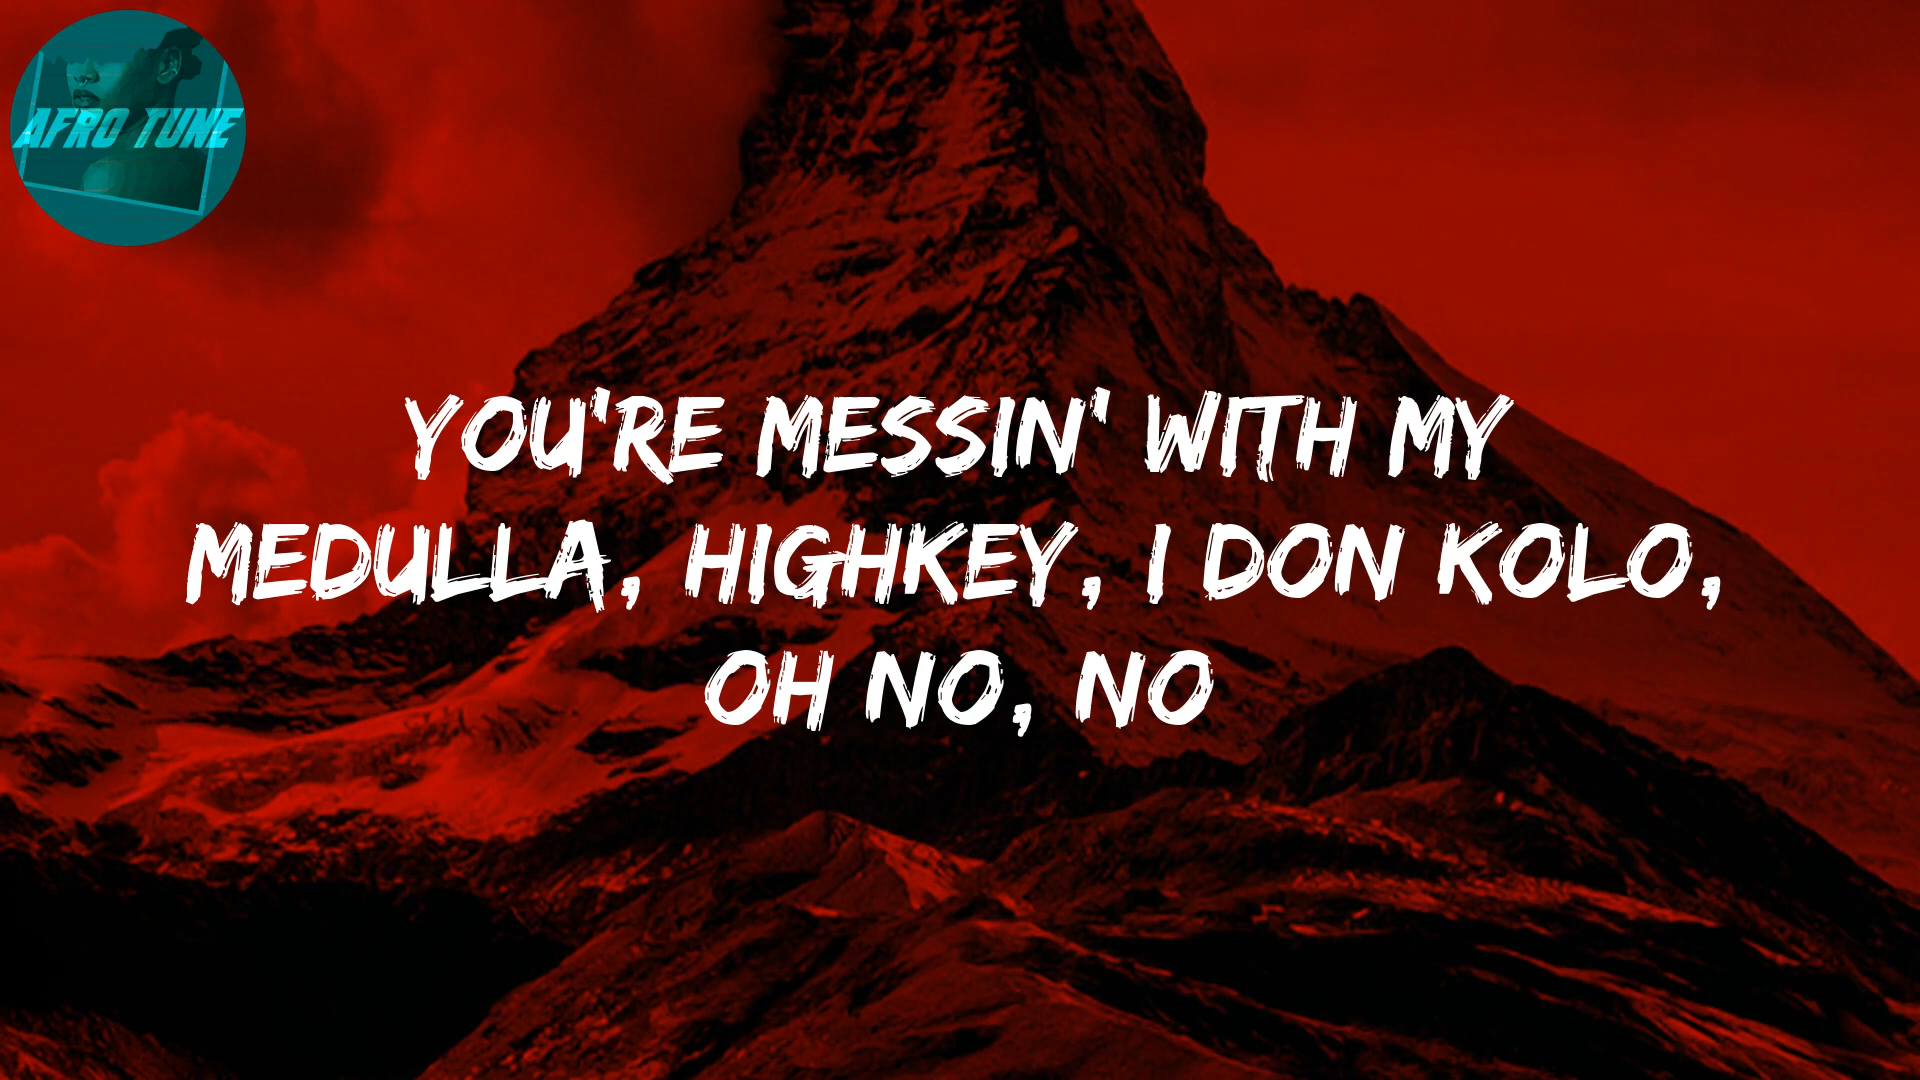 AFRO TUNE
YOU'RE MESSIN' WITH MY
MEDULLA, HIGHKEY, I DON KOLO,
OH NO, NO